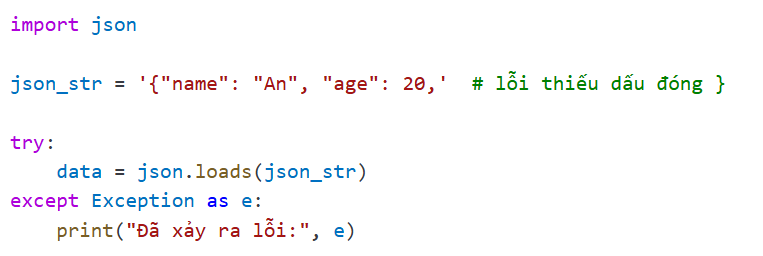 import json
json_str = '{"name": "An", "age": 20,'  # lỗi thiếu dấu đóng }
try:
    data = json.loads(json_str)
except Exception as e:
    print("Đã xảy ra lỗi:", e)